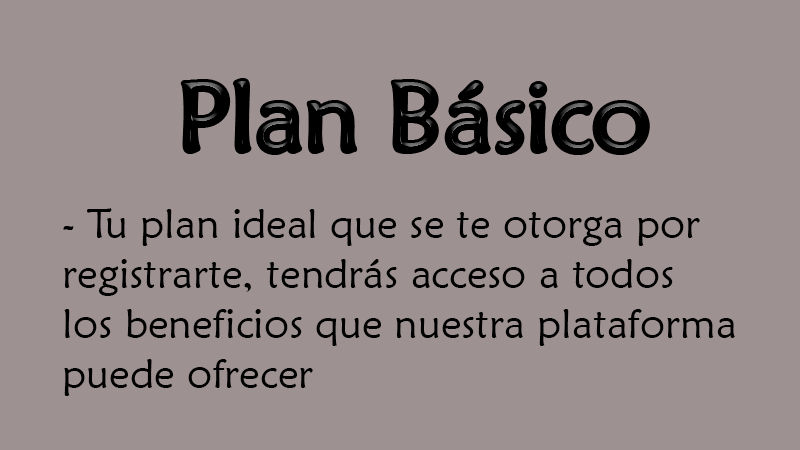 Plan Básico
- Tu plan ideal que se te otorga por
registrarte, tendrás acceso a todos
los beneficios que nuestra plataforma
puede ofrecer